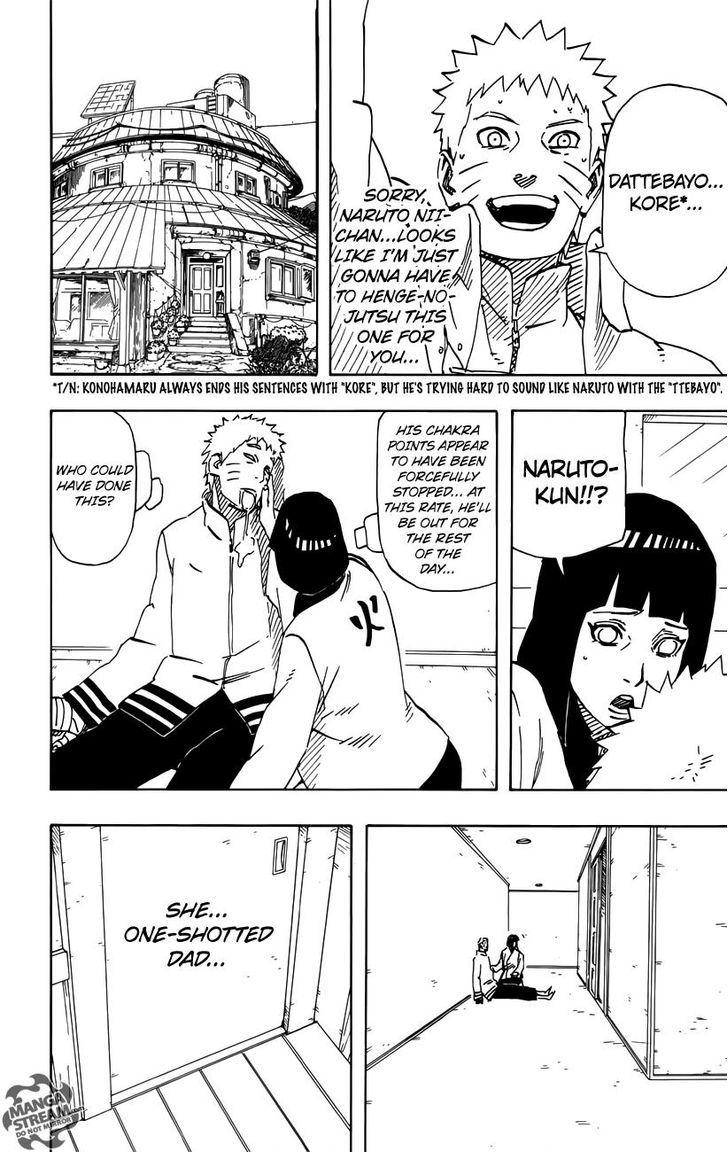 DATTEBAYO...
KORE*...
SORRY,
NARUTO NII-
CHAN...LOOKS
LIKE I'M JUST
GONNA HAVE
TO HENGE-NO-
JUTSU THIS
ONE FOR
YOU...
*T/N: KONOHAMARU ALWAYS ENDS HIS SENTENCES WITH "KORE", BUT HE'S TRYING HARD TO SOUND LIKE NARUTO WITH THE "TTEBAYO".
NARUTO-
KUN!!?
HIS CHAKRA
POINTS APPEAR
TO HAVE BEEN
FORCEFULLY
STOPPED... AT
THIS RATE, HE'LL
BE OUT FOR
THE REST
OF THE
DAY...
WHO COULD
HAVE DONE
THIS?
火
SHE...
ONE-SHOTTED
DAD...
MANGA
STREAM
DO NOT MIRROR